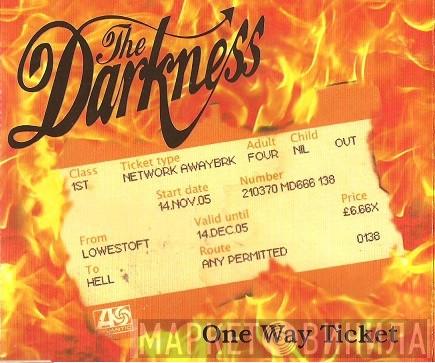 The
Darkness
Class Ticket type Adult Child
1ST NETWORK AWAYBRK FOUR NIL OUT
Start date Number
14.NOV.05 210370 MD666 138
From Valid until Price
LOWESTOFT 14.DEC.05 £6.66X
To Route
HELL ANY PERMITTED 0138
ATLANTIC
One Way Ticket